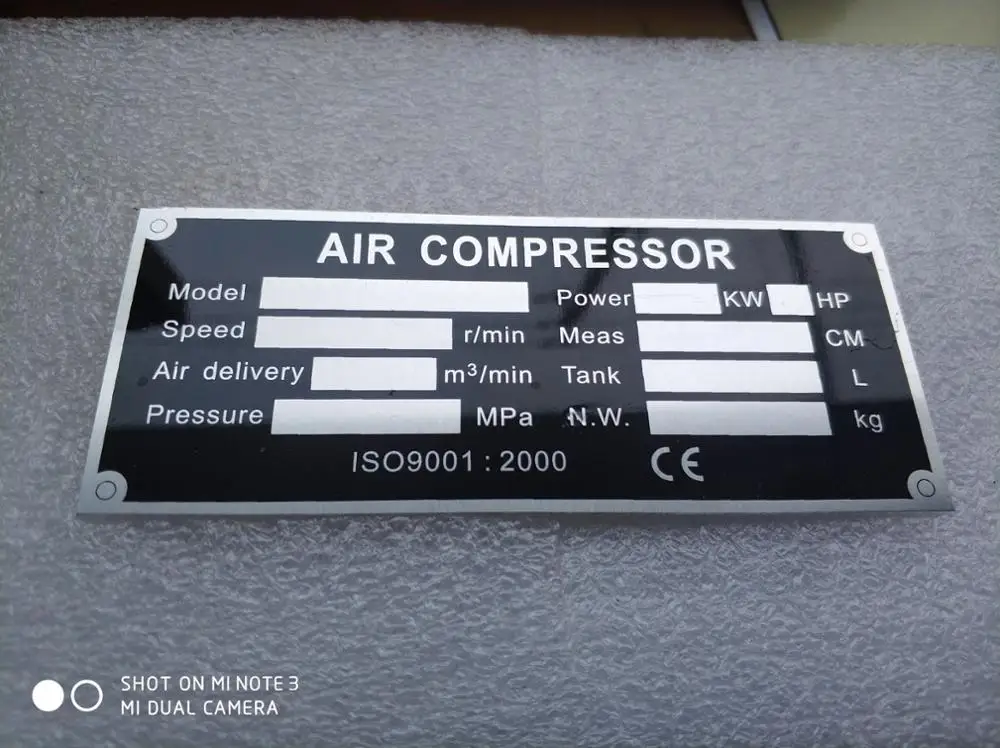 AIR COMPRESSOR
Model Power KW HP
Speed r/min Meas CM
Air delivery m³/min Tank L
Pressure MPa N.W. kg
ISO9001 : 2000 CE
SHOT ON MI NOTE 3
MI DUAL CAMERA